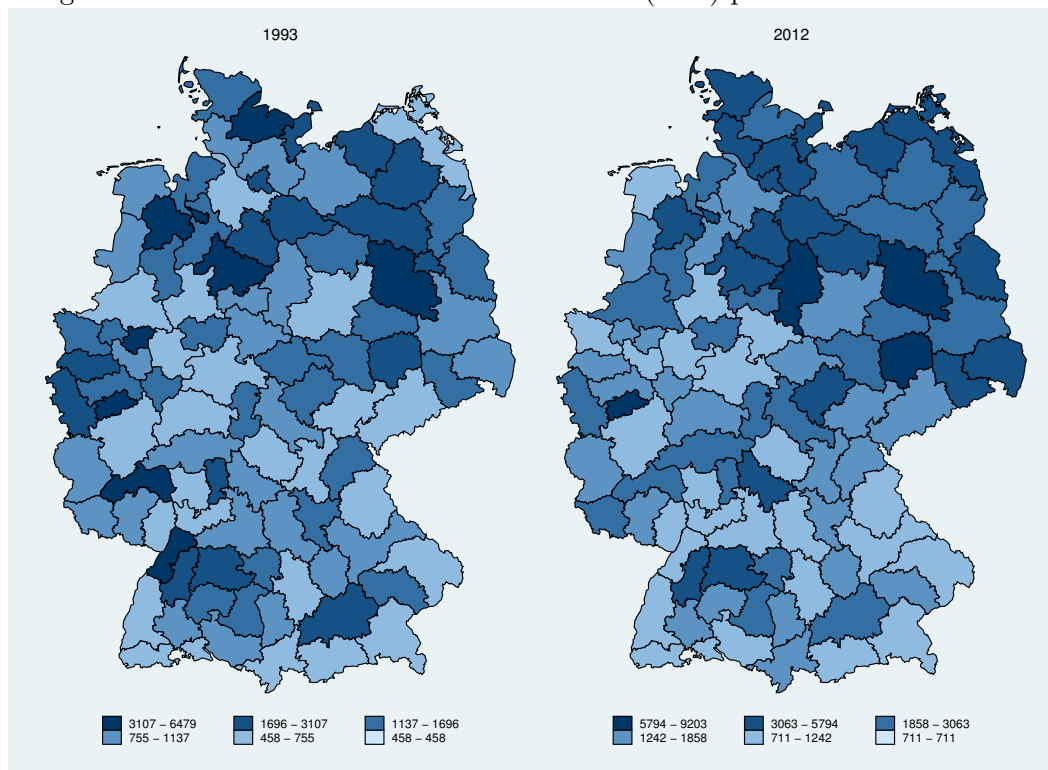 1993
2012
3107 – 6479
1696 – 3107
1137 – 1696
755 – 1137
458 – 755
458 – 458
5794 – 9203
3063 – 5794
1858 – 3063
1242 – 1858
711 – 1242
711 – 711